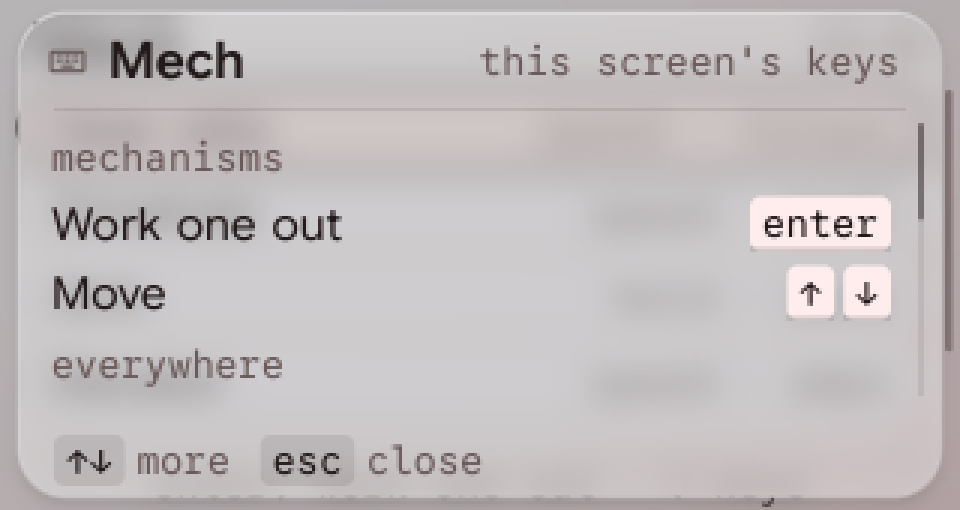 Mech this screen's keys
mechanisms
Work one out enter
Move ↑ ↓
everywhere
↑↓ more esc close